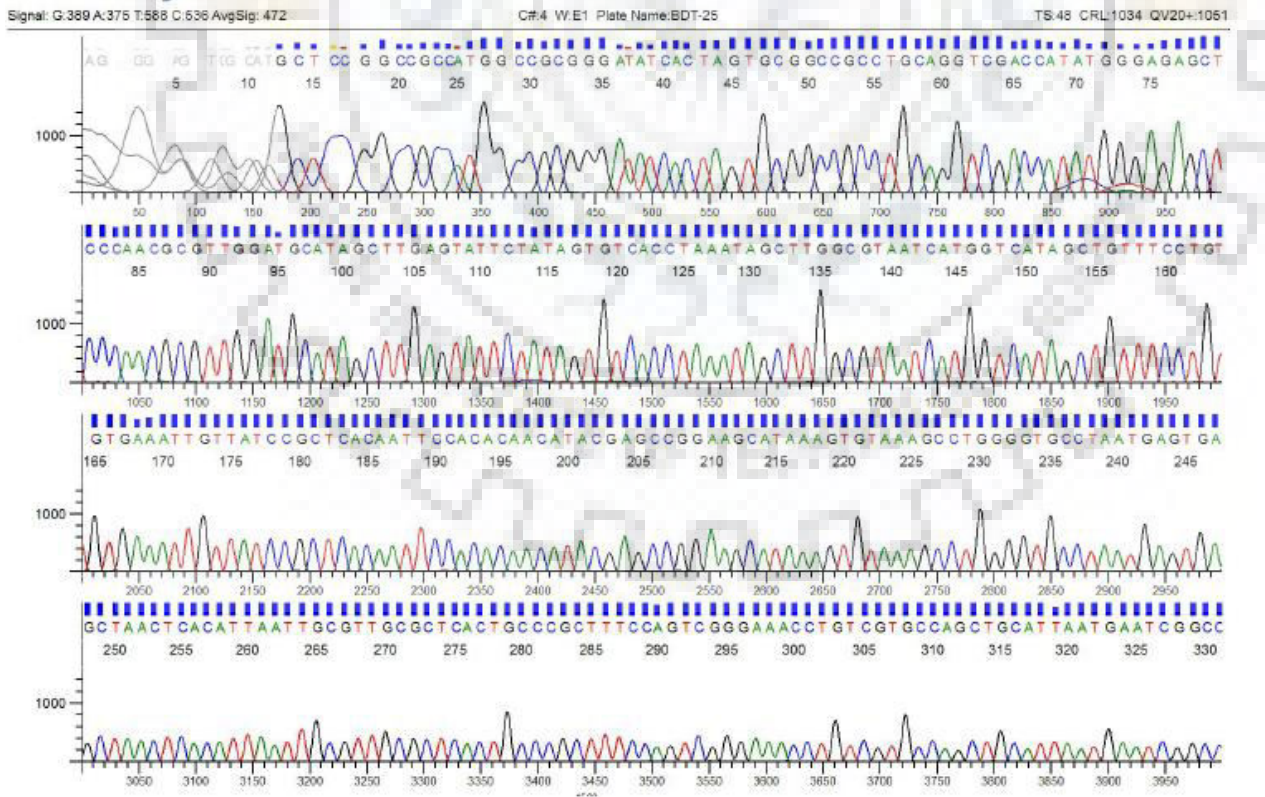 Signal: G:389 A:375 T:588 C:536 AvgSig: 472 C#:4 W:E1 Plate Name:BDT-25 TS:48 CRL:1034 QV20+:1051
AG GG AG TTG CATGCTCCGGCCGCCATGGCCGCGGGATATCACTAGTGCGGCCGCCTGCAGGTCGACCATATGGGAGAGCT
5 10 15 20 25 30 35 40 45 50 55 60 65 70 75
1000
50 100 150 200 250 300 350 400 450 500 550 600 650 700 750 800 850 900 950
CCCAACGCGTTGGATGCATAGCTTGAGTATTCTATAGTGTCACCTAAATAGCTTGGCGTAATCATGGTCATAGCTGTTTCCTGT
85 90 95 100 105 110 115 120 125 130 135 140 145 150 155 160
1000
1050 1100 1150 1200 1250 1300 1350 1400 1450 1500 1550 1600 1650 1700 1750 1800 1850 1900 1950
GTGAAATTGTTATCCGCTCACAATTCCACACAACATACGAGCCGGAAGCATAAAGTGTAAAGCCTGGGGTGCCTAATGAGTGA
165 170 175 180 185 190 195 200 205 210 215 220 225 230 235 240 245
1000
2050 2100 2150 2200 2250 2300 2350 2400 2450 2500 2550 2600 2650 2700 2750 2800 2850 2900 2950
GCTAACTCACATTAATTGCGTTGCGCTCACTGCCCGCTTTCCAGTCGGGAAACCTGTCGTGCCAGCTGCATTAATGAATCGGCC
250 255 260 265 270 275 280 285 290 295 300 305 310 315 320 325 330
1000
3050 3100 3150 3200 3250 3300 3350 3400 3450 3500 3550 3600 3650 3700 3750 3800 3850 3900 3950